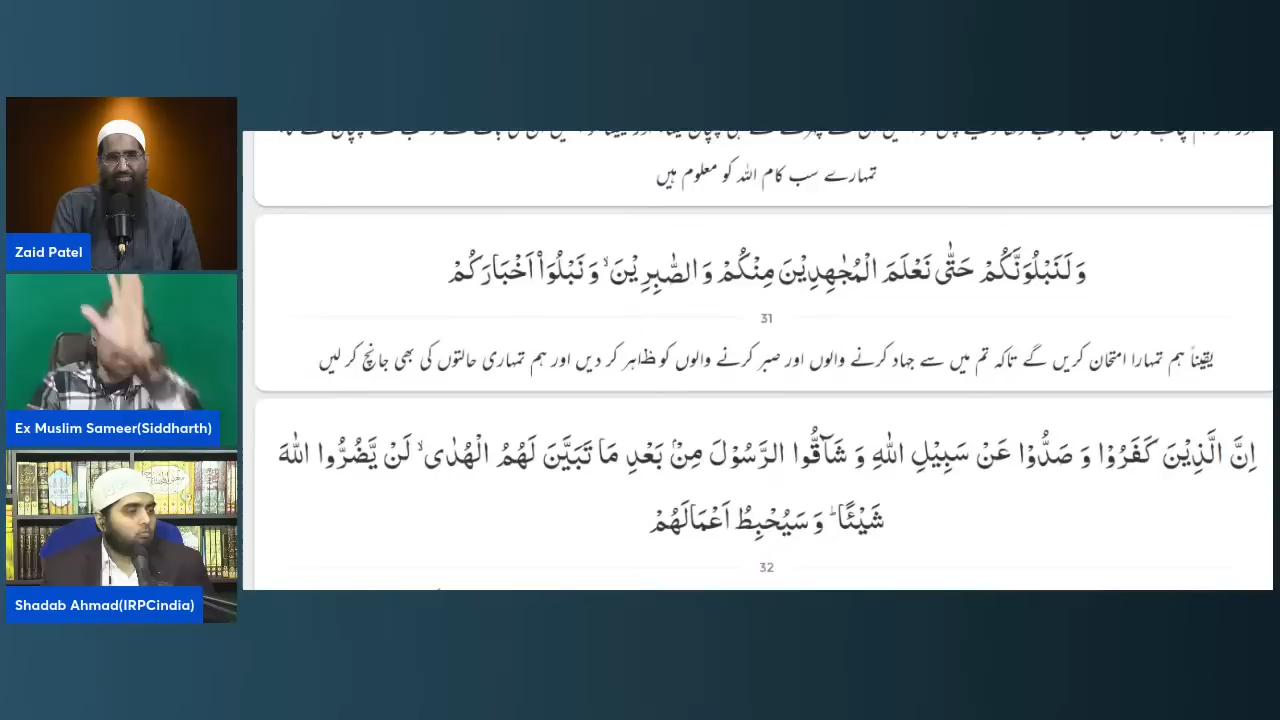 تمہارے سب کام اللہ کو معلوم ہیں
وَلَنَبْلُوَنَّكُمْ حَتّٰى نَعْلَمَ الْمُجٰهِدِيْنَ مِنْكُمْ وَالصّٰبِرِيْنَ ۙ وَنَبْلُوَا۟ اَخْبَارَكُمْ
31
یقیناً ہم تمہارا امتحان کریں گے تاکہ تم میں سے جہاد کرنے والوں اور صبر کرنے والوں کو ظاہر کر دیں اور ہم تمہاری حالتوں کی بھی جانچ کر لیں
اِنَّ الَّذِيْنَ كَفَرُوْا وَ صَدُّوْا عَنْ سَبِيْلِ اللّٰهِ وَ شَآقُّوا الرَّسُوْلَ مِنْۢ بَعْدِ مَا تَبَيَّنَ لَهُمُ الْهُدٰى ۙ لَنْ يَّضُرُّوا اللّٰهَ
شَيْـًٔا ؕ وَ سَيُحْبِطُ اَعْمَالَهُمْ
32
Zaid Patel
Ex Muslim Sameer(Siddharth)
Shadab Ahmad(IRPCindia)